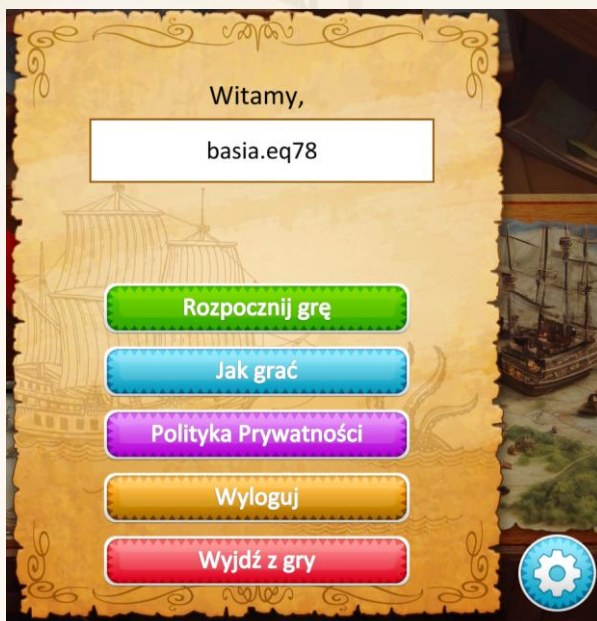 Witamy,
basia.eq78
Rozpocznij grę
Jak grać
Polityka Prywatności
Wyloguj
Wyjdź z gry